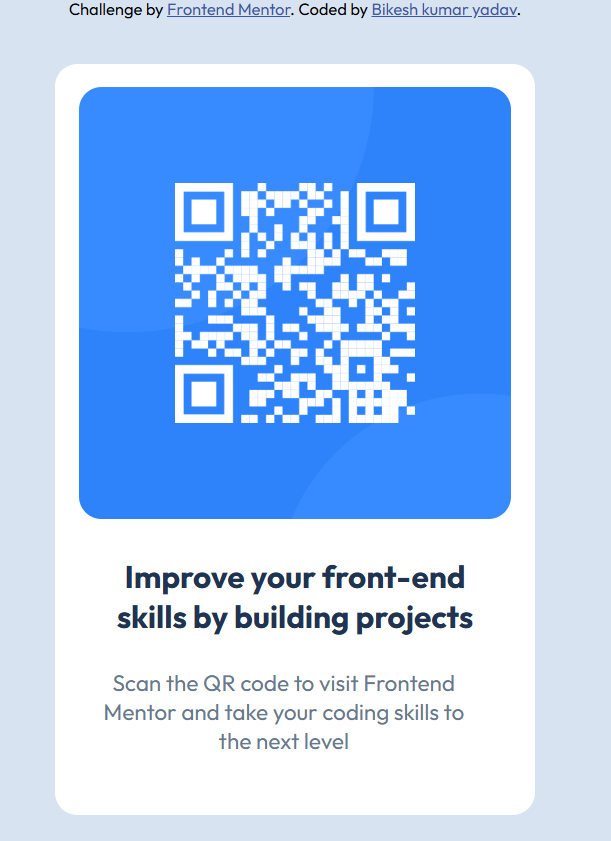 Challenge by Frontend Mentor. Coded by Bikesh kumar yadav.
Improve your front-end
skills by building projects
Scan the QR code to visit Frontend
Mentor and take your coding skills to
the next level